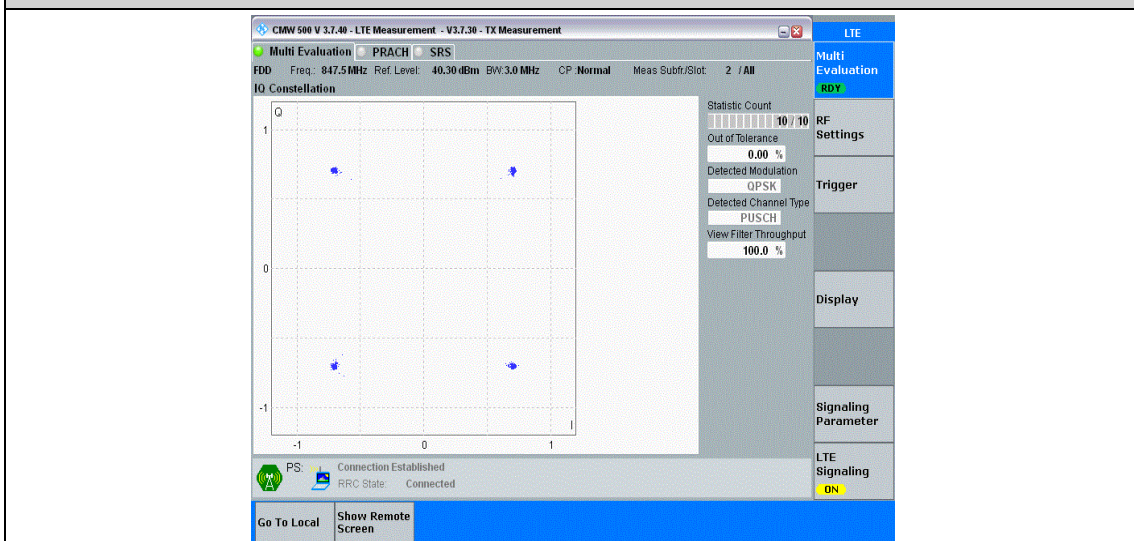 CMW 500 V 3.7.40 - LTE Measurement - V3.7.30 - TX Measurement
LTE
Multi Evaluation PRACH SRS
Multi
Evaluation
RDY
FDD Freq.: 847.5 MHz Ref. Level: 40.30 dBm BW: 3.0 MHz CP : Normal Meas Subfr./Slot: 2 / All
IQ Constellation
Q
1
0
-1
-1
0
1
I
Statistic Count
10 / 10
Out of Tolerance
0.00 %
Detected Modulation
QPSK
Detected Channel Type
PUSCH
View Filter Throughput
100.0 %
RF
Settings
Trigger
Display
Signaling
Parameter
LTE
Signaling
ON
PS:
Connection Established
RRC State: Connected
Go To Local
Show Remote
Screen